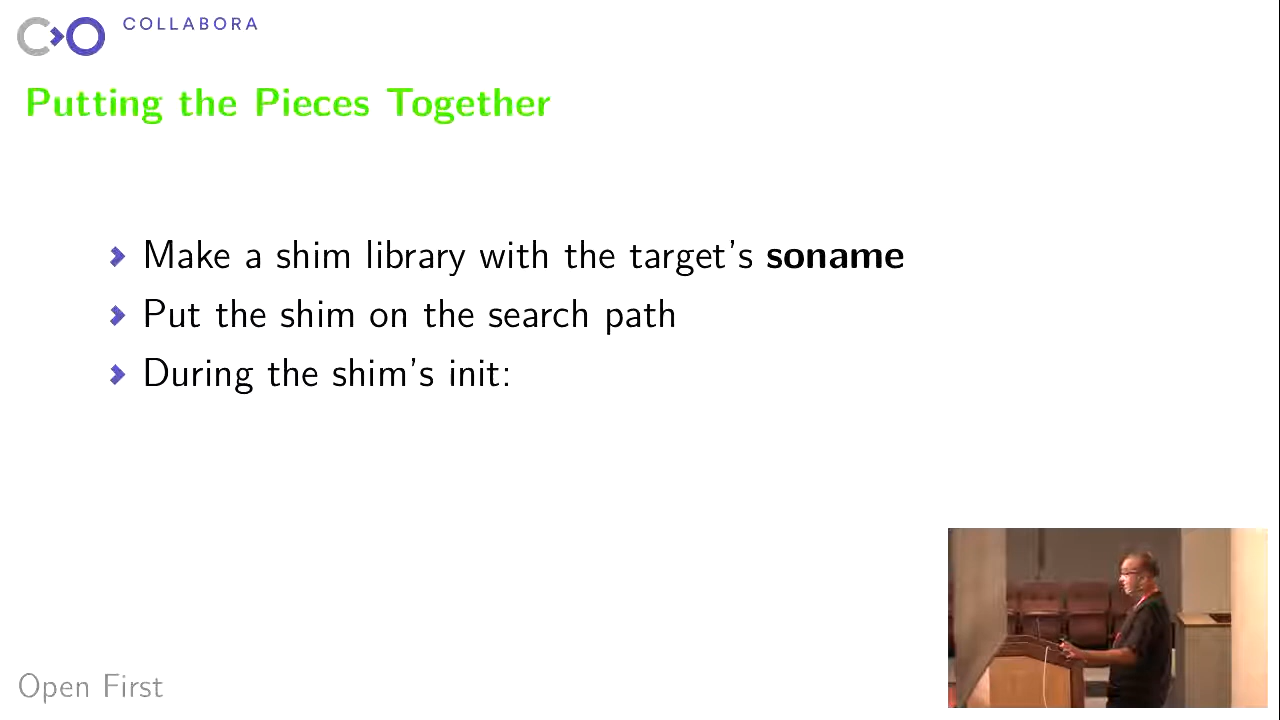 COLLABORA
Putting the Pieces Together
Make a shim library with the target's soname
Put the shim on the search path
During the shim's init:
Open First